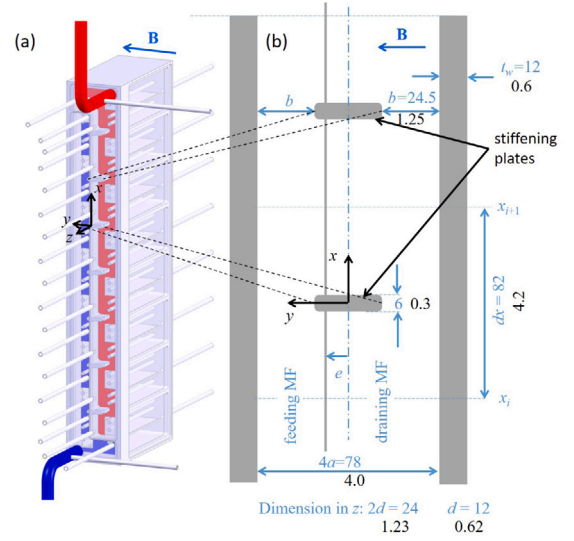 (a)
B
(b)
B
t_w=12
0.6
b
b=24.5
1.25
stiffening
plates
x
y
z
x_{i+1}
x
y
6
0.3
dx = 82
4.2
e
feeding MF
draining MF
x_i
4a=78
4.0
Dimension in z: 2d = 24
d = 12
1.23
0.62